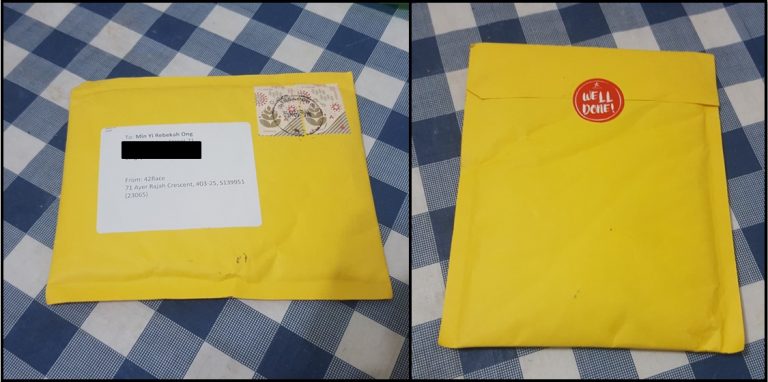 To: Min Yi Rebekah Ong
From: 42Race
71 Ayer Rajah Crescent, #03-25, S139951
(23065)
WELL
DONE!